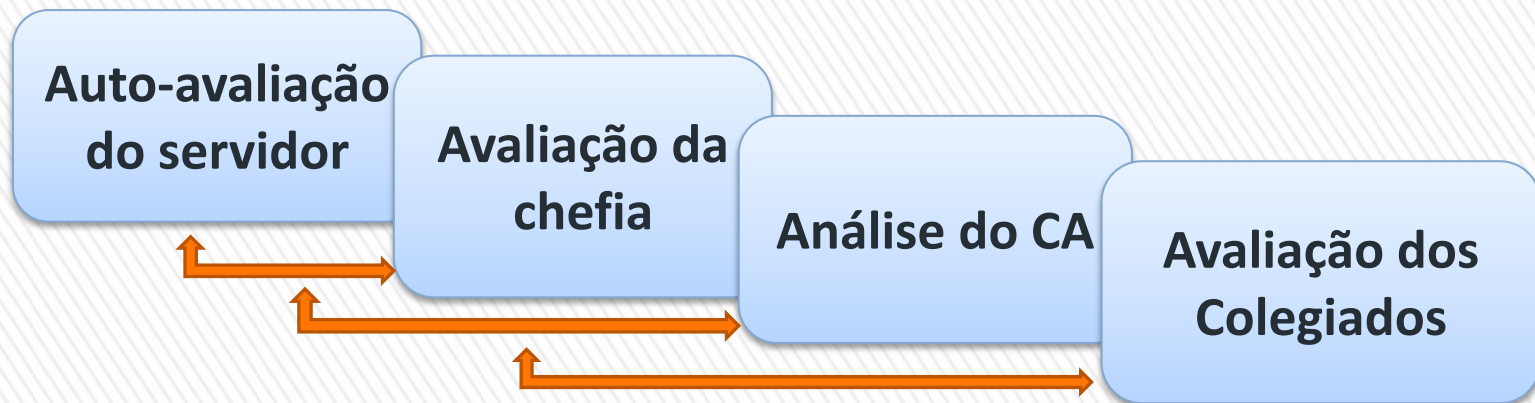 Auto-avaliação
do servidor
Avaliação da
chefia
Análise do CA
Avaliação dos
Colegiados